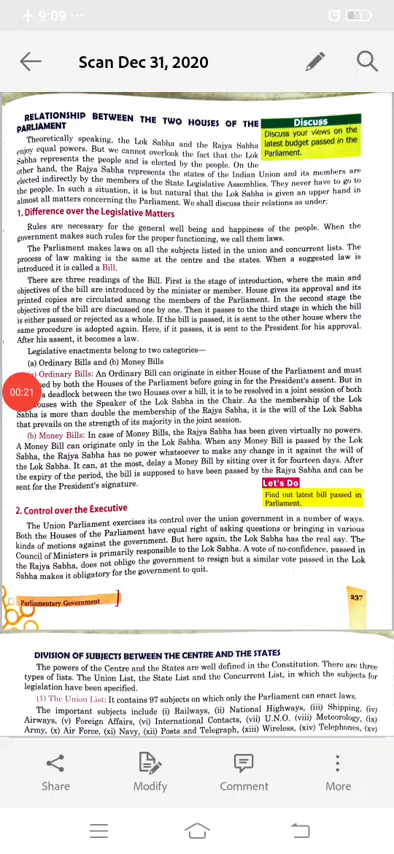 9:09
Scan Dec 31, 2020
RELATIONSHIP BETWEEN THE TWO HOUSES OF THE
PARLIAMENT
Discuss
Discuss your views on the
latest budget passed in the
Parliament.
Theoretically speaking, the Lok Sabha and the Rajya Sabha
enjoy equal powers. But we cannot overlook the fact that the Lok
Sabha represents the people and is elected by the people. On the
other hand, the Rajya Sabha represents the states of the Indian Union and its members are
elected indirectly by the members of the State Legislative Assemblies. They never have to go to
the people. In such a situation, it is but natural that the Lok Sabha is given an upper hand in
almost all matters concerning the Parliament. We shall discuss their relations as under:
1. Difference over the Legislative Matters
Rules are necessary for the general well being and happiness of the people. When the
government makes such rules for the proper functioning, we call them laws.
The Parliament makes laws on all the subjects listed in the union and concurrent lists. The
process of law making is the same at the centre and the states. When a suggested law is
introduced it is called a Bill.
There are three readings of the Bill. First is the stage of introduction, where the main and
objectives of the bill are introduced by the minister or member. House gives its approval and its
printed copies are circulated among the members of the Parliament. In the second stage the
objectives of the bill are discussed one by one. Then it passes to the third stage in which the bill
is either passed or rejected as a whole. If the bill is passed, it is sent to the other house where the
same procedure is adopted again. Here, if it passes, it is sent to the President for his approval.
After his assent, it becomes a law.
Legislative enactments belong to two categories—
(a) Ordinary Bills and (b) Money Bills
(a) Ordinary Bills: An Ordinary Bill can originate in either House of the Parliament and must
ed by both the Houses of the Parliament before going in for the President's assent. But in
00:21
a deadlock between the two Houses over a bill, it is to be resolved in a joint session of both
ouses with the Speaker of the Lok Sabha in the Chair. As the membership of the Lok
Sabha is more than double the membership of the Rajya Sabha, it is the will of the Lok Sabha
that prevails on the strength of its majority in the joint session.
(b) Money Bills: In case of Money Bills, the Rajya Sabha has been given virtually no powers.
A Money Bill can originate only in the Lok Sabha. When any Money Bill is passed by the Lok
Sabha, the Rajya Sabha has no power whatsoever to make any change in it against the will of
the Lok Sabha. It can, at the most, delay a Money Bill by sitting over it for fourteen days. After
the expiry of the period, the bill is supposed to have been passed by the Rajya Sabha and can be
sent for the President's signature.
Let's Do
Find out latest bill passed in
Parliament.
2. Control over the Executive
The Union Parliament exercises its control over the union government in a number of ways.
Both the Houses of the Parliament have equal right of asking questions or bringing in various
kinds of motions against the government. But here again, the Lok Sabha has the real say. The
Council of Ministers is primarily responsible to the Lok Sabha. A vote of no-confidence, passed in
the Rajya Sabha, does not oblige the government to resign but a similar vote passed in the Lok
Sabha makes it obligatory for the government to quit.
Parliamentary Government
237
DIVISION OF SUBJECTS BETWEEN THE CENTRE AND THE STATES
The powers of the Centre and the States are well defined in the Constitution. There are three
types of lists. The Union List, the State List and the Concurrent List, in which the subjects for
legislation have been specified.
(1) The Union List: It contains 97 subjects on which only the Parliament can enact laws.
The important subjects include (i) Railways, (ii) National Highways, (iii) Shipping, (iv)
Airways, (v) Foreign Affairs, (vi) International Contacts, (vii) U.N.O. (viii) Meteorology, (ix)
Army, (x) Air Force, (xi) Navy, (xii) Posts and Telegraph, (xiii) Wireless, (xiv) Telephones, (xv)
Share
Modify
Comment
More